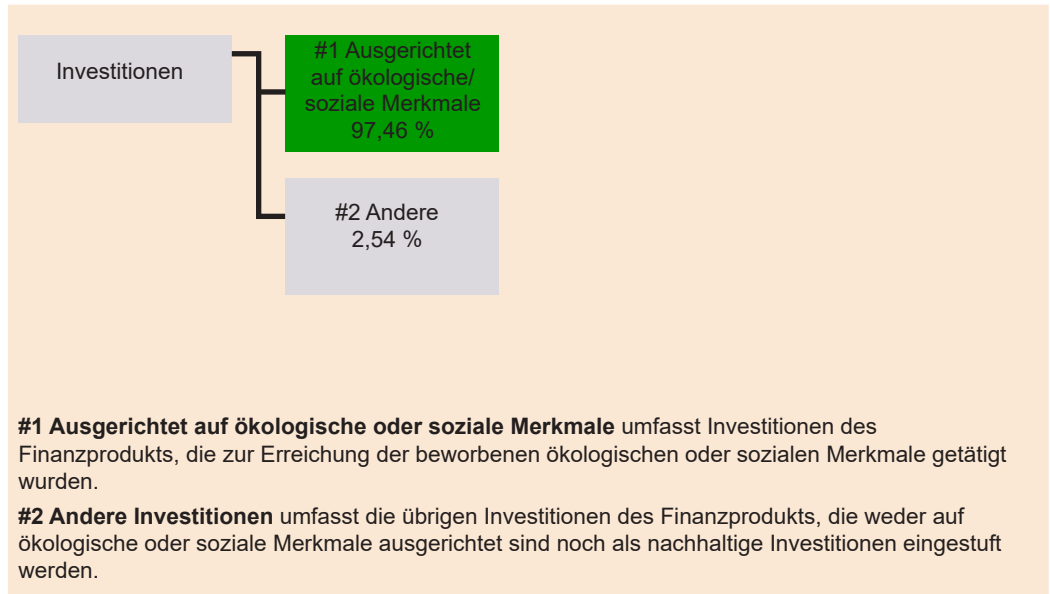 Investitionen
#1 Ausgerichtet
auf ökologische/
soziale Merkmale
97,46 %
#2 Andere
2,54 %
#1 Ausgerichtet auf ökologische oder soziale Merkmale umfasst Investitionen des
Finanzprodukts, die zur Erreichung der beworbenen ökologischen oder sozialen Merkmale getätigt
wurden.
#2 Andere Investitionen umfasst die übrigen Investitionen des Finanzprodukts, die weder auf
ökologische oder soziale Merkmale ausgerichtet sind noch als nachhaltige Investitionen eingestuft
werden.